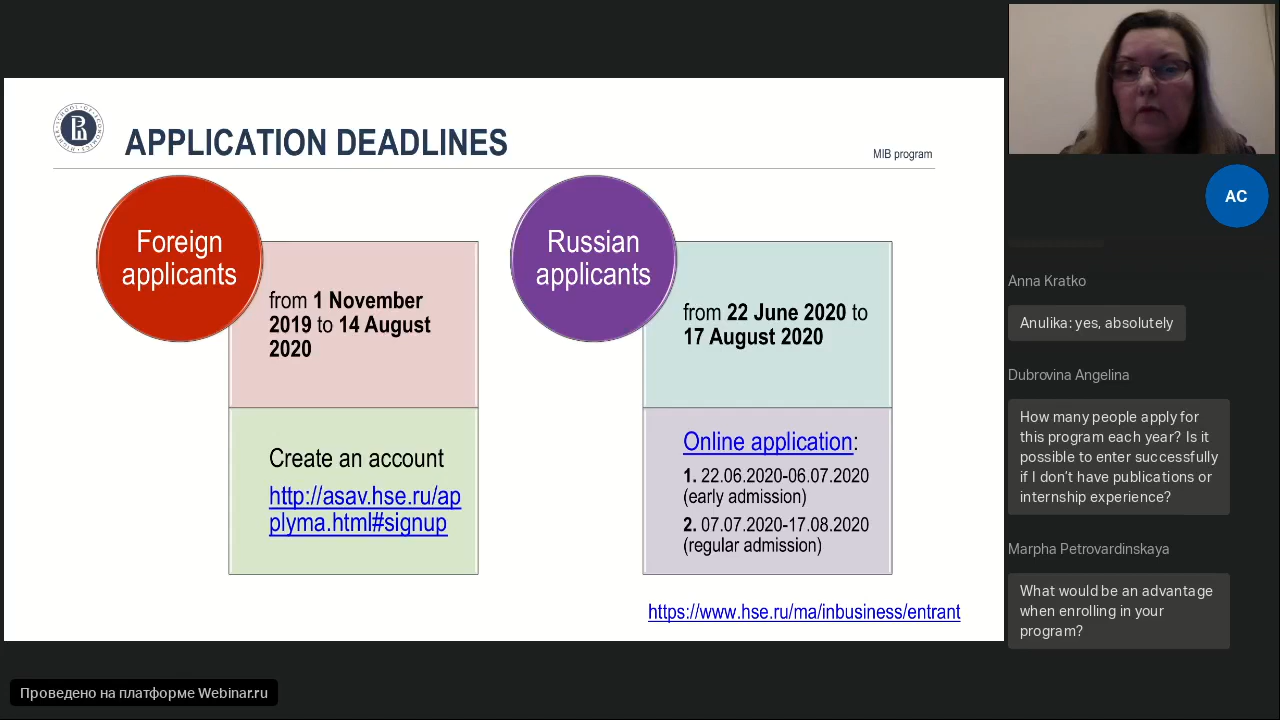 APPLICATION DEADLINES
MIB program
Foreign
applicants
from 1 November
2019 to 14 August
2020
Create an account
http://asav.hse.ru/ap
plyma.html#signup
Russian
applicants
from 22 June 2020 to
17 August 2020
Online application:
1. 22.06.2020-06.07.2020
(early admission)
2. 07.07.2020-17.08.2020
(regular admission)
https://www.hse.ru/ma/inbusiness/entrant
AC
Anna Kratko
Anulika: yes, absolutely
Dubrovina Angelina
How many people apply for
this program each year? Is it
possible to enter successfully
if I don't have publications or
internship experience?
Marpha Petrovardinskaya
What would be an advantage
when enrolling in your
program?
Проведено на платформе Webinar.ru